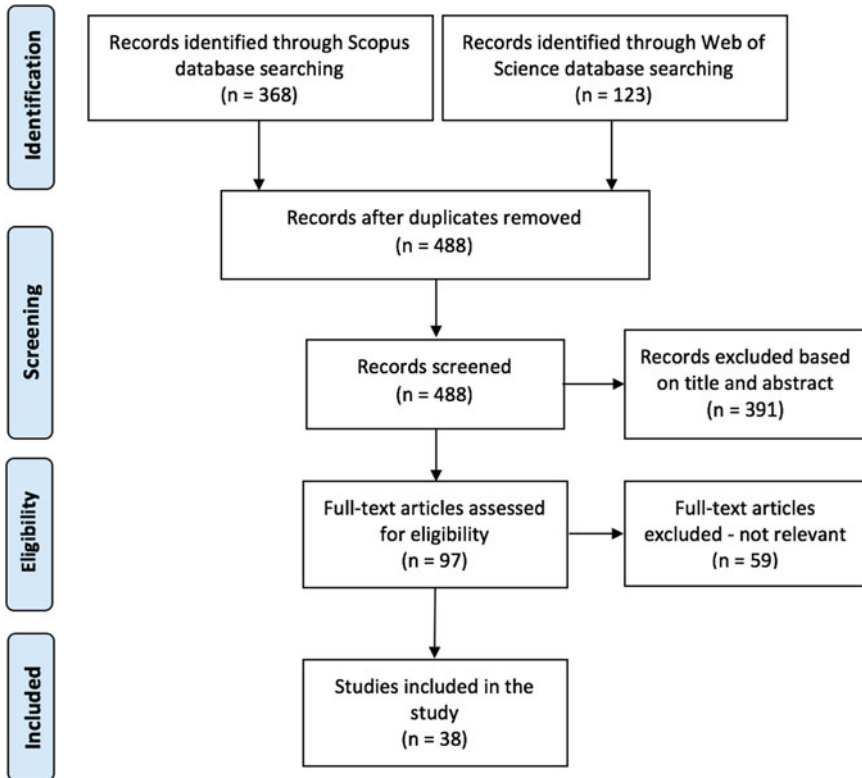 Identification
Records identified through Scopus
database searching
(n = 368)
Records identified through Web of
Science database searching
(n = 123)
Records after duplicates removed
(n = 488)
Screening
Records screened
(n = 488)
Records excluded based
on title and abstract
(n = 391)
Eligibility
Full-text articles assessed
for eligibility
(n = 97)
Full-text articles
excluded - not relevant
(n = 59)
Included
Studies included in the
study
(n = 38)